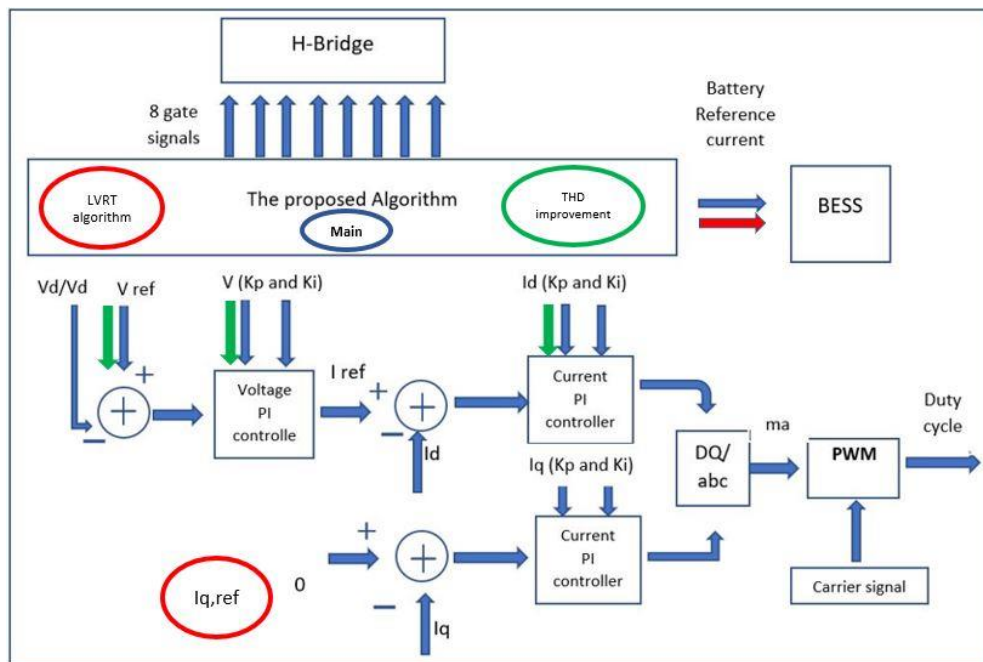 H-Bridge
8 gate
signals
Battery
Reference
current
LVRT
algorithm
The proposed Algorithm
Main
THD
improvement
BESS
Vd/Vd
V ref
V (Kp and Ki)
Id (Kp and Ki)
+
−
+
Voltage
PI
controlle
I ref
+
−
+
Id
Current
PI
controller
DQ/
abc
ma
PWM
Duty
cycle
Iq (Kp and Ki)
Iq,ref
0
+
−
+
Iq
Current
PI
controller
Carrier signal